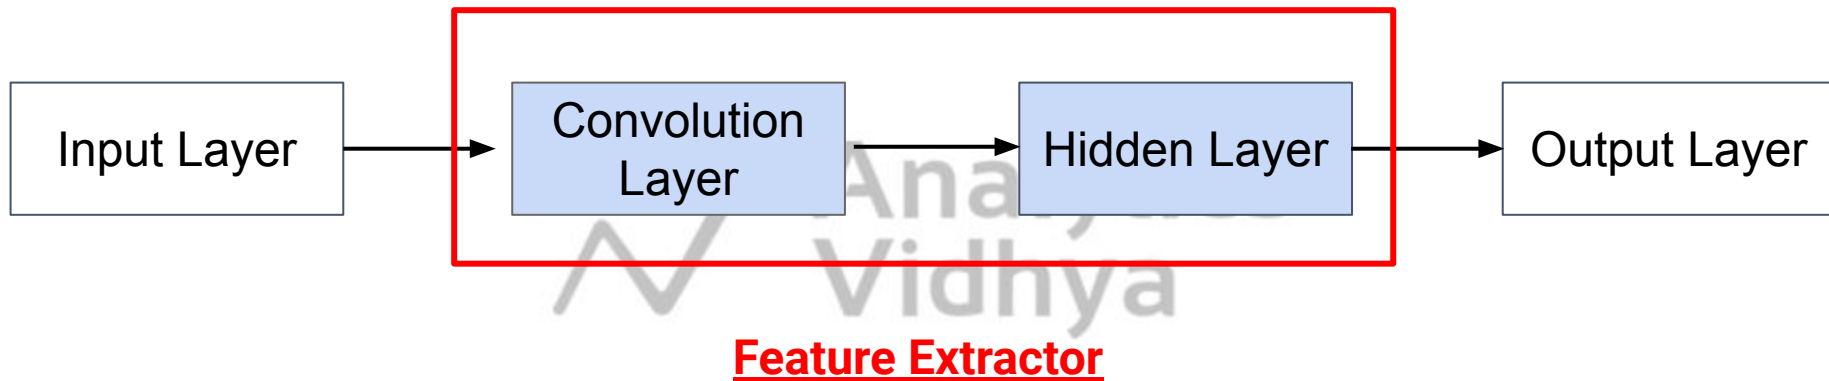 Input Layer
Convolution
Layer
Hidden Layer
Output Layer
Analytics
Vidhya
Feature Extractor